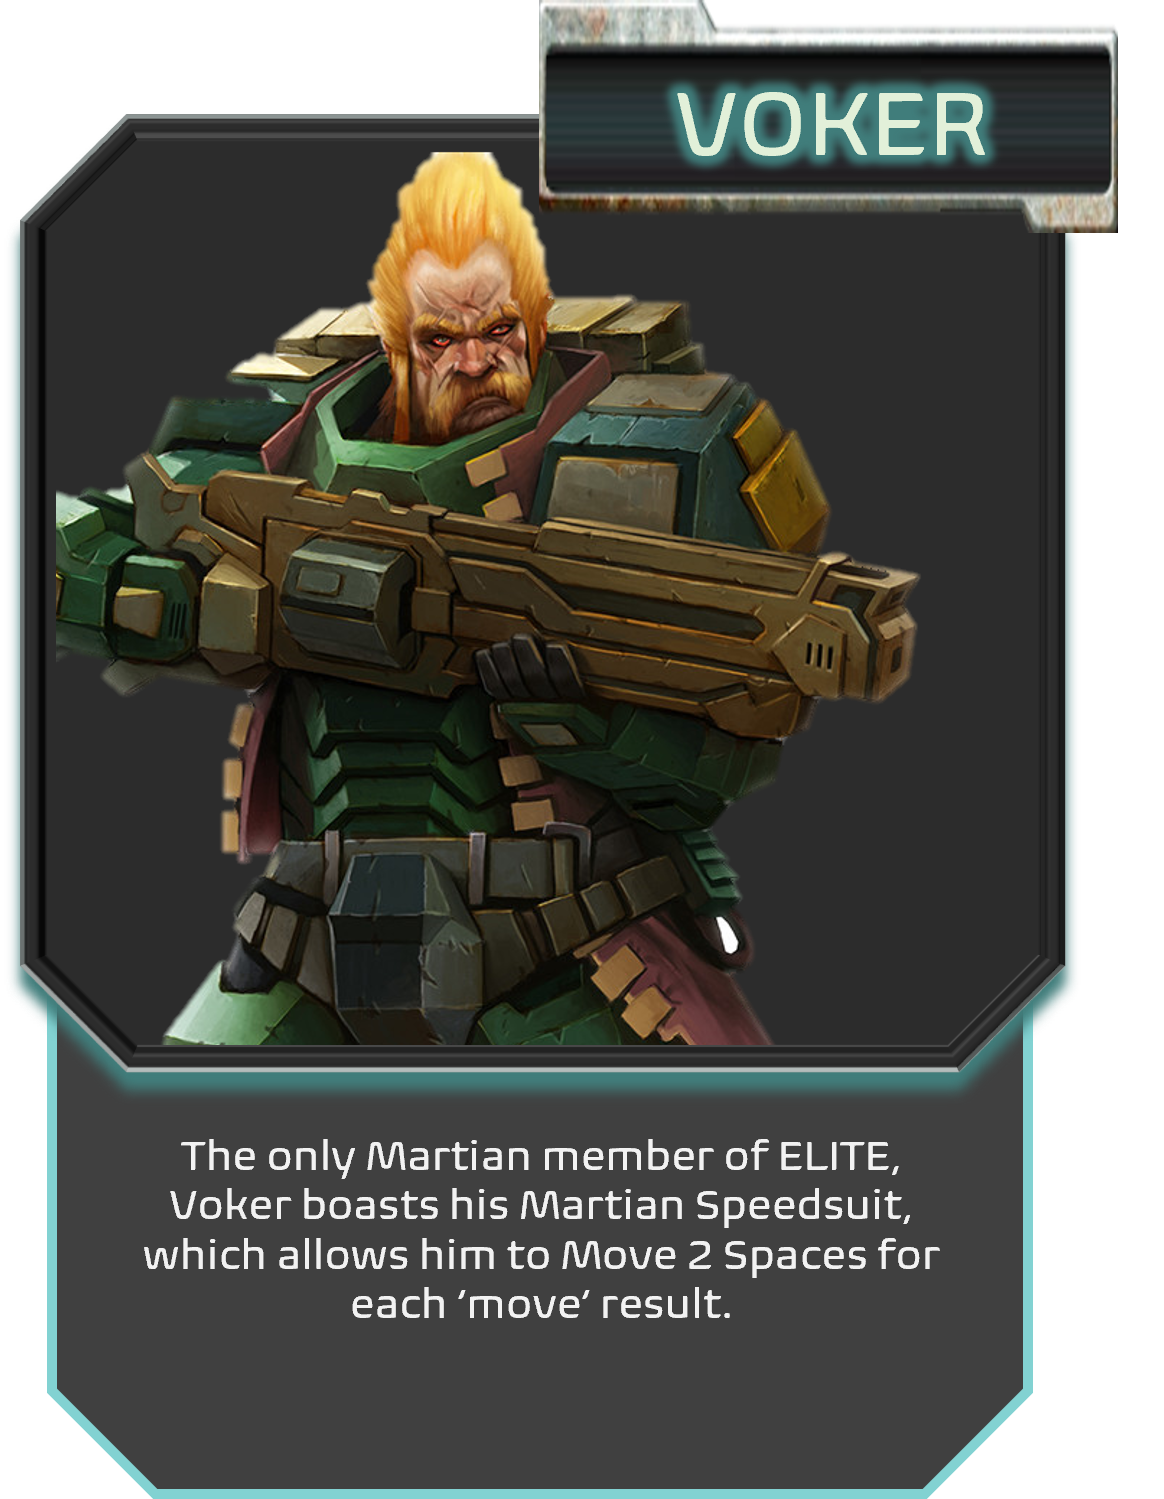 VOKER
The only Martian member of ELITE,
Voker boasts his Martian Speedsuit,
which allows him to Move 2 Spaces for
each 'move' result.